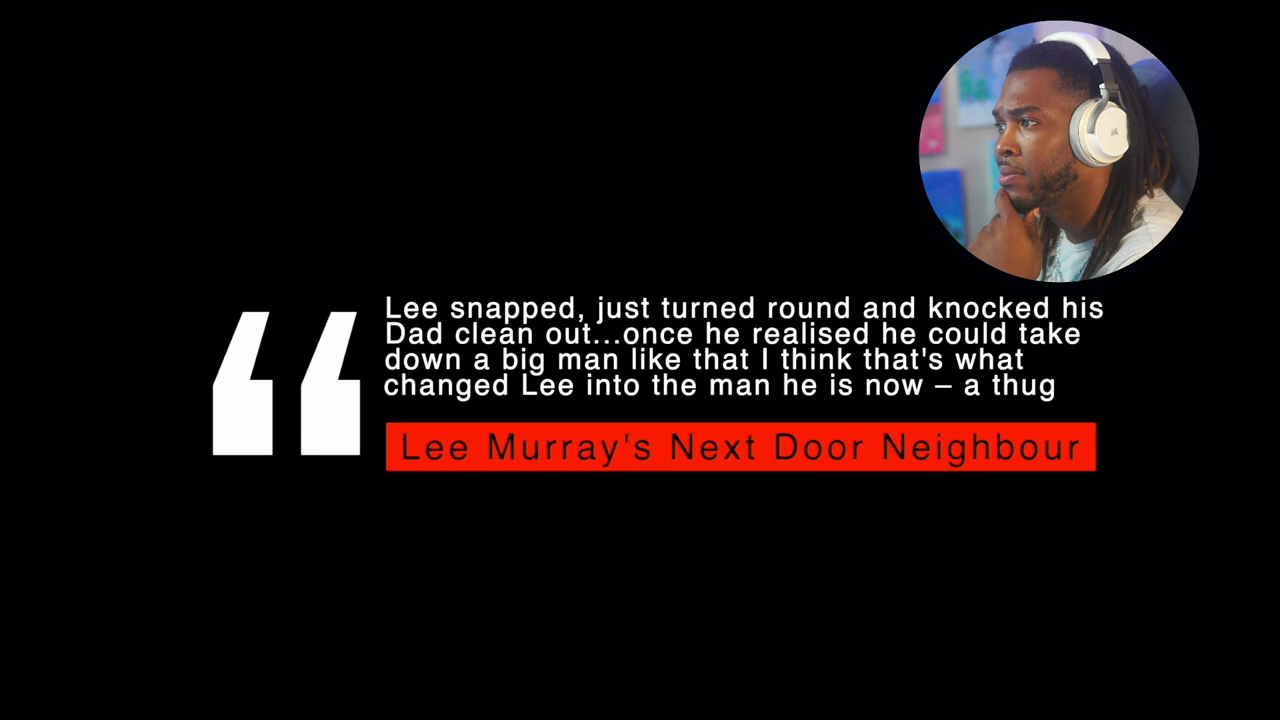 Lee snapped, just turned round and knocked his
Dad clean out...once he realised he could take
down a big man like that I think that's what
changed Lee into the man he is now – a thug
Lee Murray's Next Door Neighbour